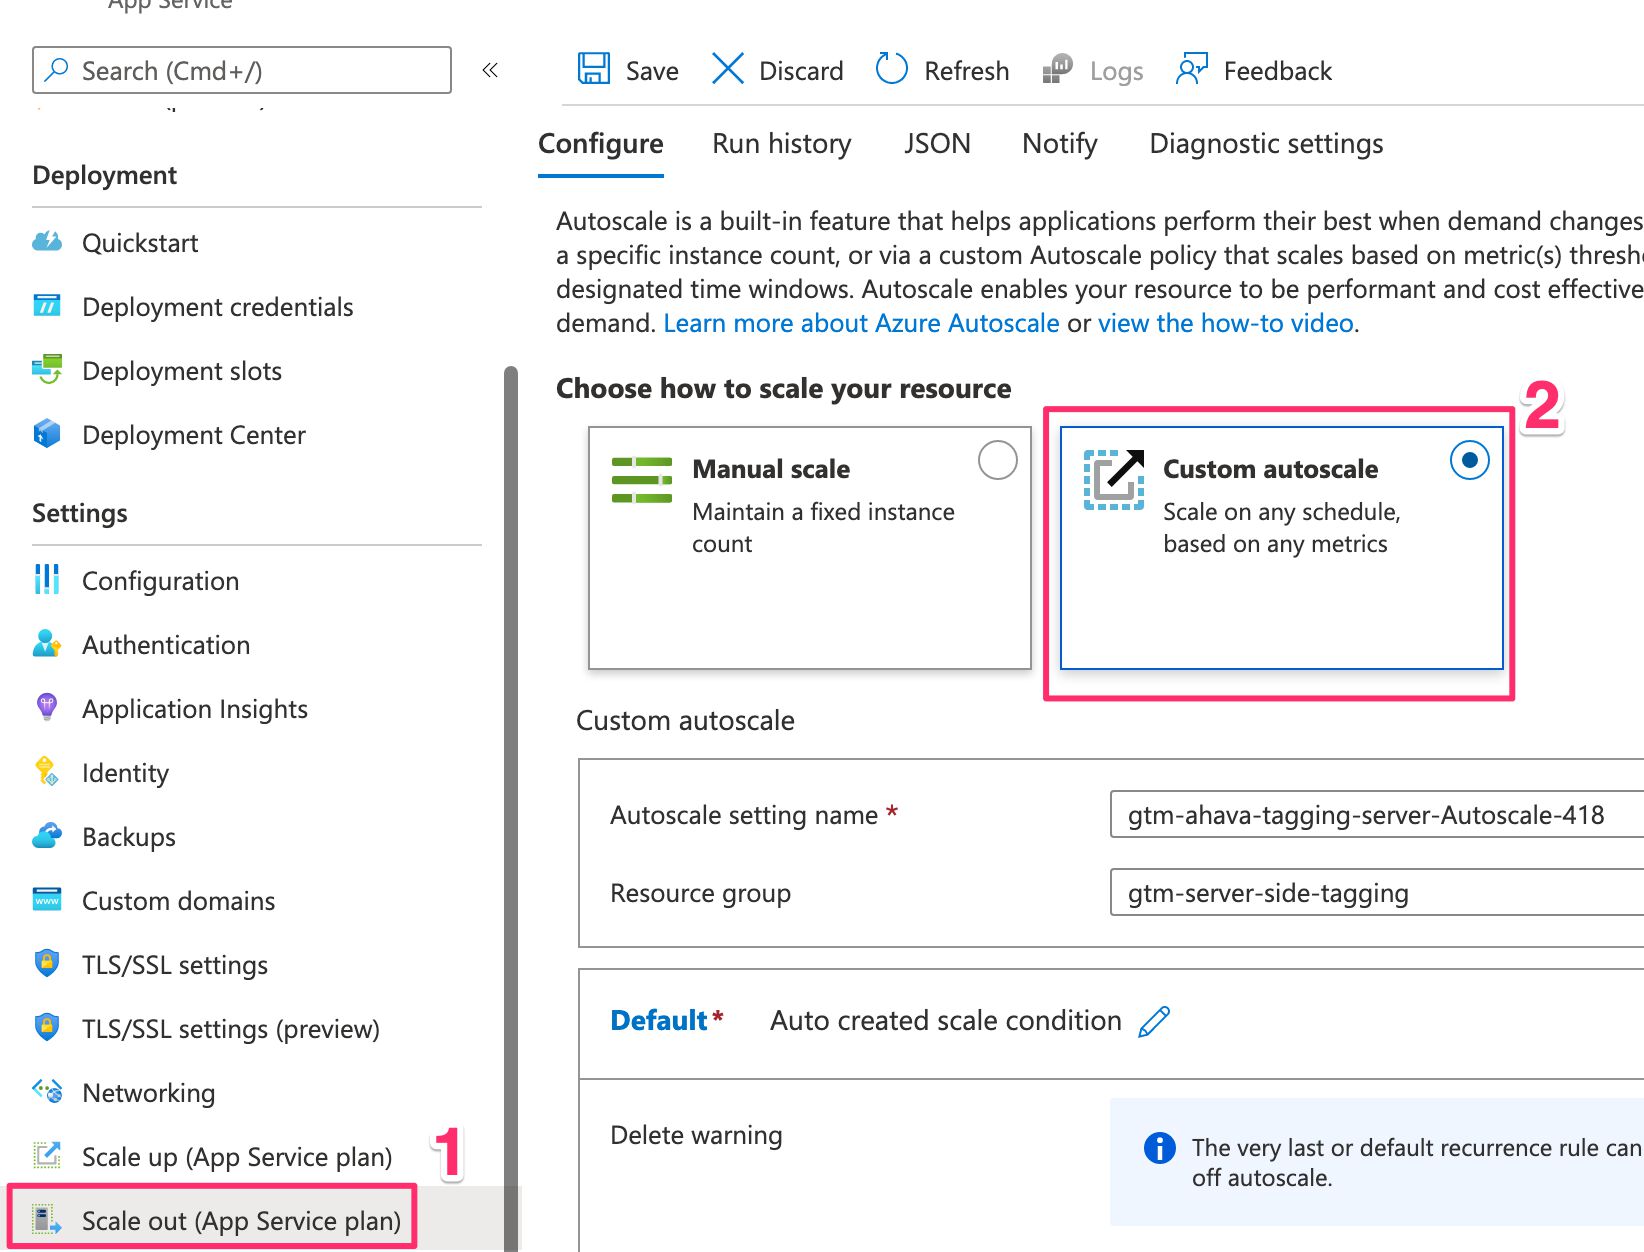 App Service
Search (Cmd+/)
«
Deployment
Quickstart
Deployment credentials
Deployment slots
Deployment Center
Settings
Configuration
Authentication
Application Insights
Identity
Backups
Custom domains
TLS/SSL settings
TLS/SSL settings (preview)
Networking
Scale up (App Service plan)
1
Scale out (App Service plan)
Save
Discard
Refresh
Logs
Feedback
Configure
Run history
JSON
Notify
Diagnostic settings
Autoscale is a built-in feature that helps applications perform their best when demand changes
a specific instance count, or via a custom Autoscale policy that scales based on metric(s) thresh
designated time windows. Autoscale enables your resource to be performant and cost effective
demand. Learn more about Azure Autoscale or view the how-to video.
Choose how to scale your resource
2
Manual scale
Maintain a fixed instance
count
Custom autoscale
Scale on any schedule,
based on any metrics
Custom autoscale
Autoscale setting name *
gtm-ahava-tagging-server-Autoscale-418
Resource group
gtm-server-side-tagging
Default*
Auto created scale condition
Delete warning
The very last or default recurrence rule can
off autoscale.